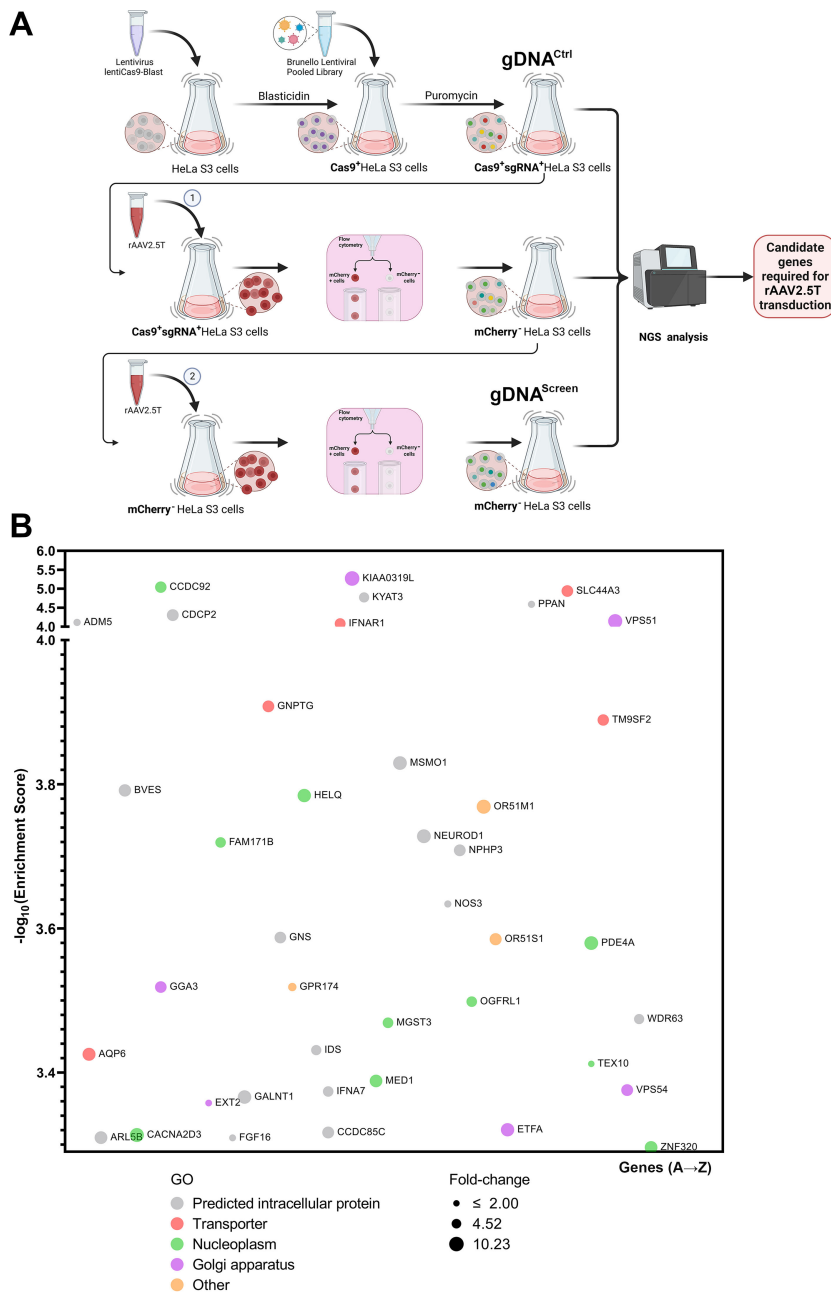 A
Lentivirus
lentiCas9-Blast
Brunello Lentiviral
Pooled Library
gDNACtrl
Blasticidin
Puromycin
HeLa S3 cells
Cas9+HeLa S3 cells
Cas9+sgRNA+HeLa S3 cells
1
rAAV2.5T
Flow
cytometry
mCherry
+ cells
mCherry-
cells
Cas9+sgRNA+HeLa S3 cells
mCherry- HeLa S3 cells
NGS analysis
Candidate
genes
required for
rAAV2.5T
transduction
2
rAAV2.5T
Flow
cytometry
mCherry
+ cells
mCherry-
cells
gDNAScreen
mCherry- HeLa S3 cells
mCherry- HeLa S3 cells
B
-log10(Enrichment Score)
6.0
5.5
5.0
4.5
4.0
4.0
3.8
3.6
3.4
KIAA0319L
CCDC92
SLC44A3
KYAT3
PPAN
CDCP2
ADM5
IFNAR1
VPS51
GNPTG
TM9SF2
MSMO1
BVES
HELQ
OR51M1
NEUROD1
FAM171B
NPHP3
NOS3
GNS
OR51S1
PDE4A
GGA3
GPR174
OGFRL1
MGST3
WDR63
IDS
AQP6
TEX10
MED1
IFNA7
VPS54
GALNT1
EXT2
ETFA
CCDC85C
CACNA2D3
ARL5B
FGF16
ZNF320
Genes (A→Z)
GO
Predicted intracellular protein
Transporter
Nucleoplasm
Golgi apparatus
Other
Fold-change
≤ 2.00
4.52
10.23